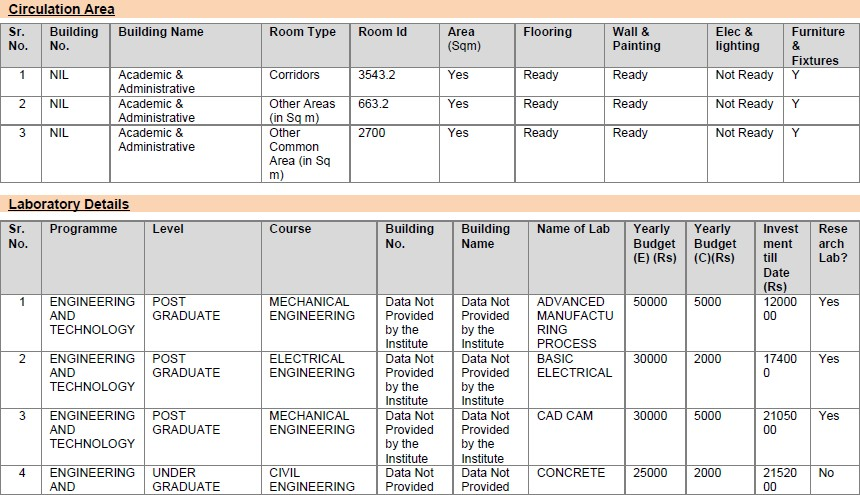 Circulation Area
Sr. No. Building No. Building Name Room Type Room Id Area (Sqm) Flooring Wall & Painting Elec & lighting Furniture & Fixtures
1 NIL Academic & Administrative Corridors 3543.2 Yes Ready Ready Not Ready Y
2 NIL Academic & Administrative Other Areas (in Sq m) 663.2 Yes Ready Ready Not Ready Y
3 NIL Academic & Administrative Other Common Area (in Sq m) 2700 Yes Ready Ready Not Ready Y
Laboratory Details
Sr. No. Programme Level Course Building No. Building Name Name of Lab Yearly Budget (E) (Rs) Yearly Budget (C)(Rs) Invest ment till Date (Rs) Rese arch Lab?
1 ENGINEERING AND TECHNOLOGY POST GRADUATE MECHANICAL ENGINEERING Data Not Provided by the Institute Data Not Provided by the Institute ADVANCED MANUFACTU RING PROCESS 50000 5000 12000 00 Yes
2 ENGINEERING AND TECHNOLOGY POST GRADUATE ELECTRICAL ENGINEERING Data Not Provided by the Institute Data Not Provided by the Institute BASIC ELECTRICAL 30000 2000 17400 0 Yes
3 ENGINEERING AND TECHNOLOGY POST GRADUATE MECHANICAL ENGINEERING Data Not Provided by the Institute Data Not Provided by the Institute CAD CAM 30000 5000 21050 00 Yes
4 ENGINEERING AND UNDER GRADUATE CIVIL ENGINEERING Data Not Provided Data Not Provided CONCRETE 25000 2000 21520 00 No